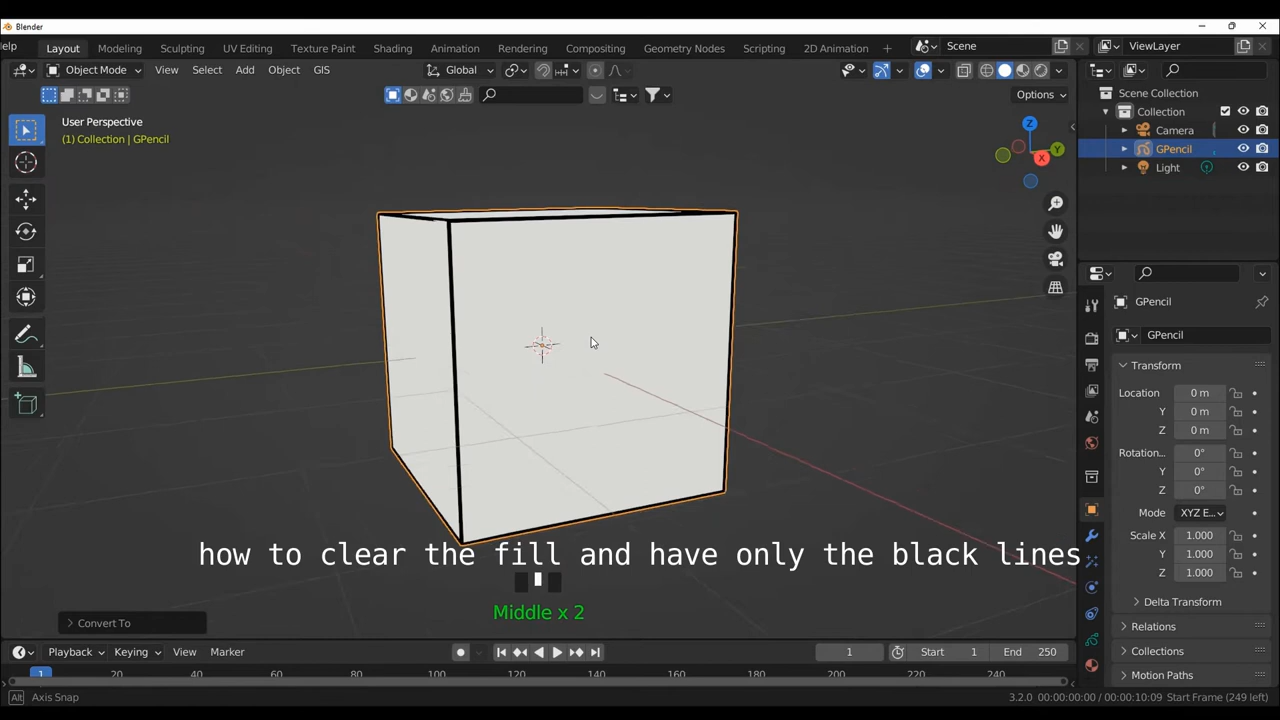 Blender
elp Layout Modeling Sculpting UV Editing Texture Paint Shading Animation Rendering Compositing Geometry Nodes Scripting 2D Animation + Scene ViewLayer
Object Mode View Select Add Object GIS Global
Options
User Perspective
(1) Collection | GPencil
Z
Y
X
Scene Collection
Collection
Camera
GPencil
Light
GPencil
GPencil
Transform
Location 0 m
Y 0 m
Z 0 m
Rotation... 0°
Y 0°
Z 0°
Mode XYZ E...
Scale X 1.000
Y 1.000
Z 1.000
Delta Transform
Relations
Collections
Motion Paths
how to clear the fill and have only the black lines
Middle x 2
Convert To
Playback Keying View Marker 1 Start 1 End 250
1 20 40 60 80 100 120 140 160 180 200 220 240
Alt Axis Snap 3.2.0 00:00:00:00 / 00:00:10:09 Start Frame (249 left)